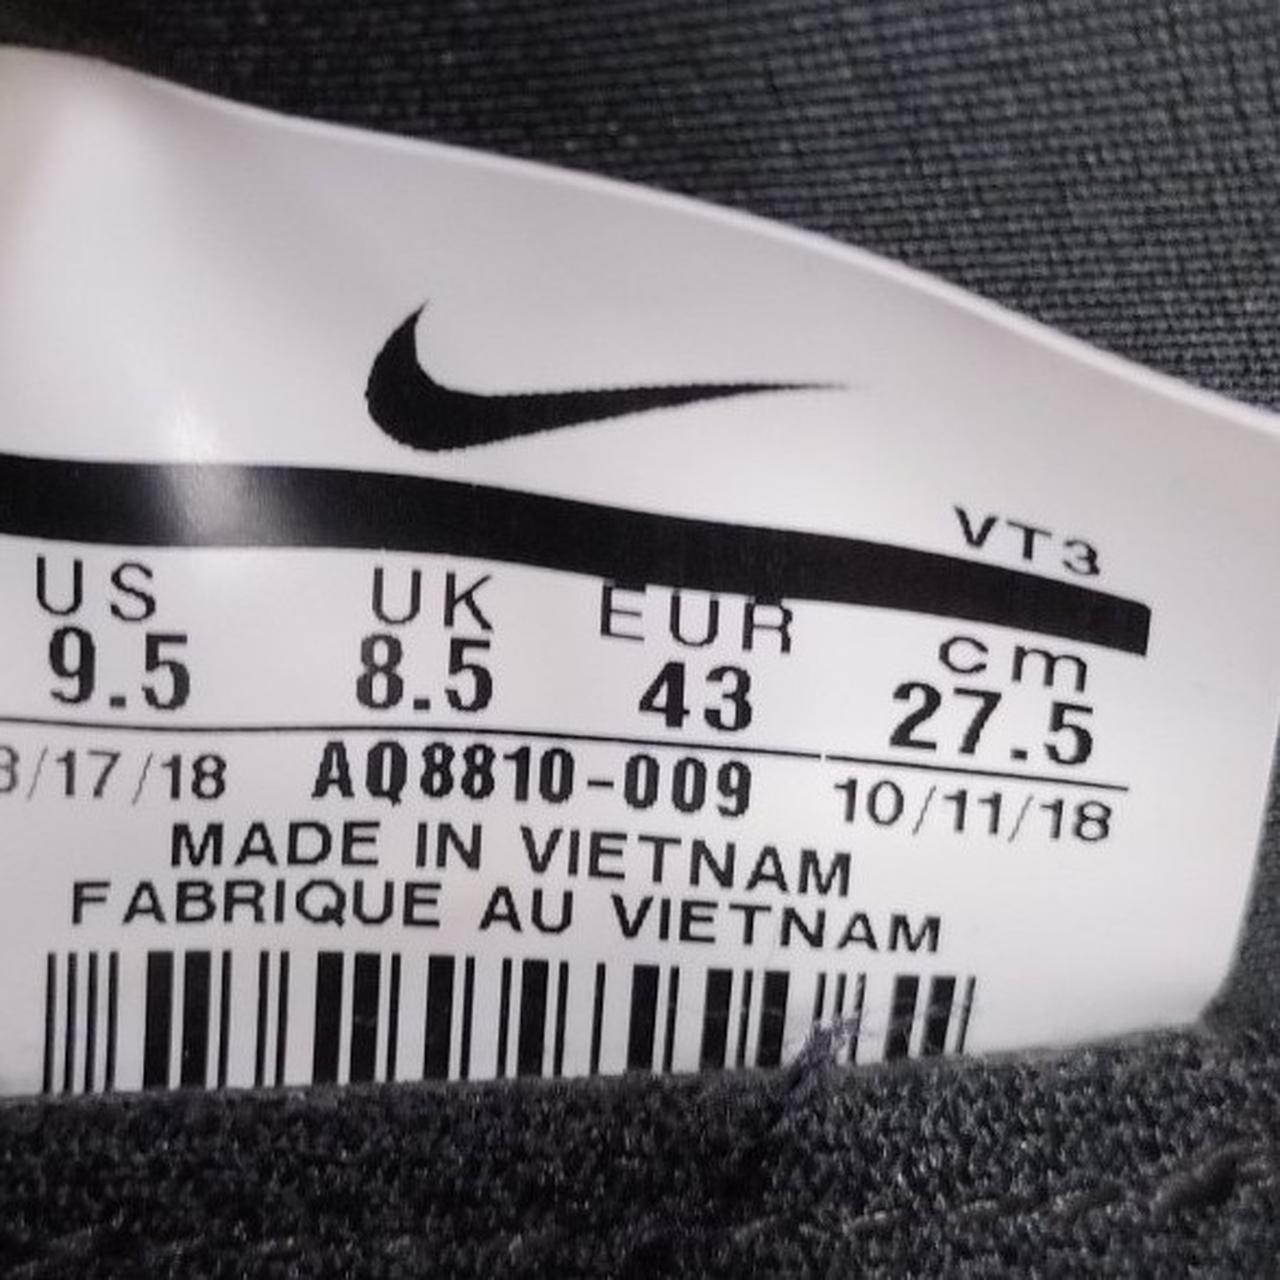 VT3
US UK EUR cm
9.5 8.5 43 27.5
8/17/18 AQ8810-009 10/11/18
MADE IN VIETNAM
FABRIQUE AU VIETNAM